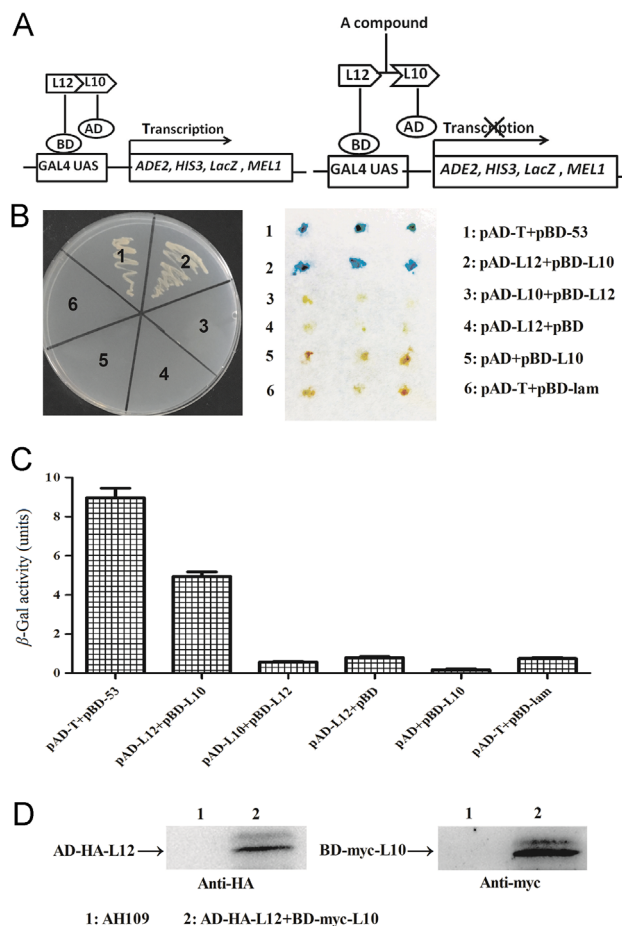 A
A compound
L12 L10
L12 L10
AD
Transcription
BD
GAL4 UAS
ADE2, HIS3, LacZ , MEL1
AD
Transcription
BD
GAL4 UAS
ADE2, HIS3, LacZ , MEL1
B
1
2
3
4
5
6
1
2
3
4
5
6
1: pAD-T+pBD-53
2: pAD-L12+pBD-L10
3: pAD-L10+pBD-L12
4: pAD-L12+pBD
5: pAD+pBD-L10
6: pAD-T+pBD-lam
C
β-Gal activity (units)
10
8
6
4
2
0
pAD-T+pBD-53
pAD-L12+pBD-L10
pAD-L10+pBD-L12
pAD-L12+pBD
pAD+pBD-L10
pAD-T+pBD-lam
D
1 2
AD-HA-L12
Anti-HA
1 2
BD-myc-L10
Anti-myc
1: AH109 2: AD-HA-L12+BD-myc-L10